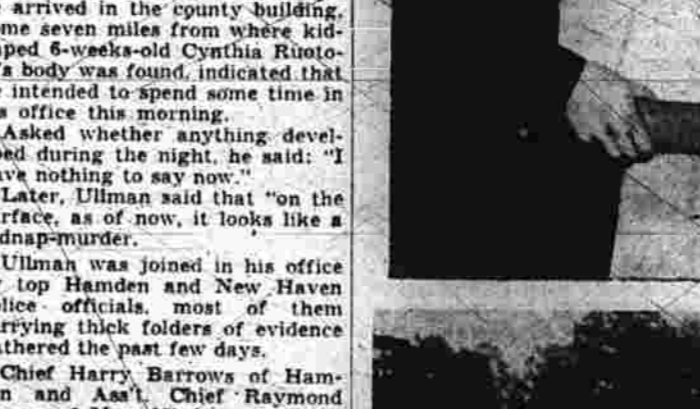 arrived in the county building,
me seven miles from where kid-
ped 6-weeks-old Cynthia Ruoto-
's body was found, indicated that
intended to spend some time in
s office this morning.
Asked whether anything devel-
ped during the night, he said: "I
ve nothing to say now."
Later, Ullman said that "on the
rface, as of now, it looks like a
dnap-murder.
Ullman was joined in his office
top Hamden and New Haven
lice officials, most of them
rrying thick folders of evidence
thered the past few days.
Chief Harry Barrows of Ham-
n and Ass't. Chief Raymond